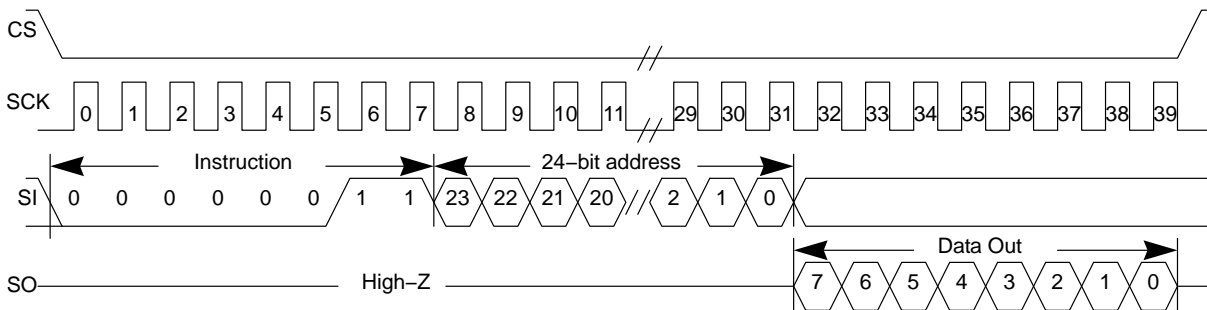 CS
SCK 0 1 2 3 4 5 6 7 8 9 10 11 29 30 31 32 33 34 35 36 37 38 39
Instruction 24–bit address
SI 0 0 0 0 0 0 1 1 23 22 21 20 2 1 0
Data Out
SO High–Z 7 6 5 4 3 2 1 0